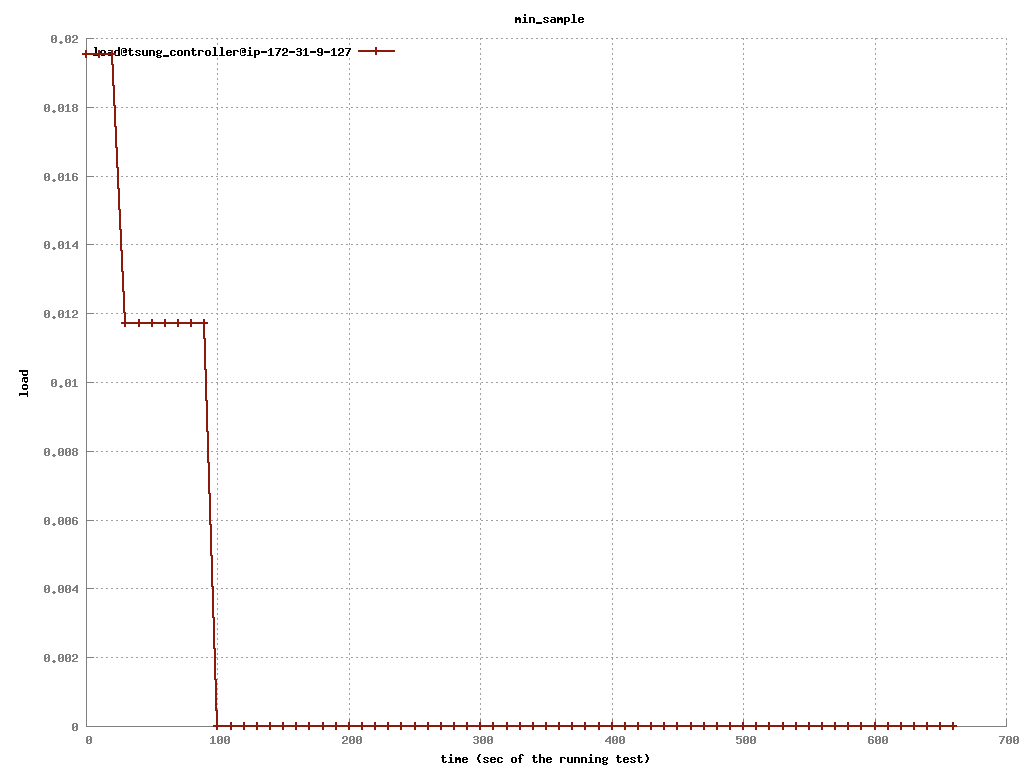 min_sample
load@tsung_controller@ip-172-31-9-127
0.02
0.018
0.016
0.014
0.012
0.01
0.008
0.006
0.004
0.002
0
load
0 100 200 300 400 500 600 700
time (sec of the running test)